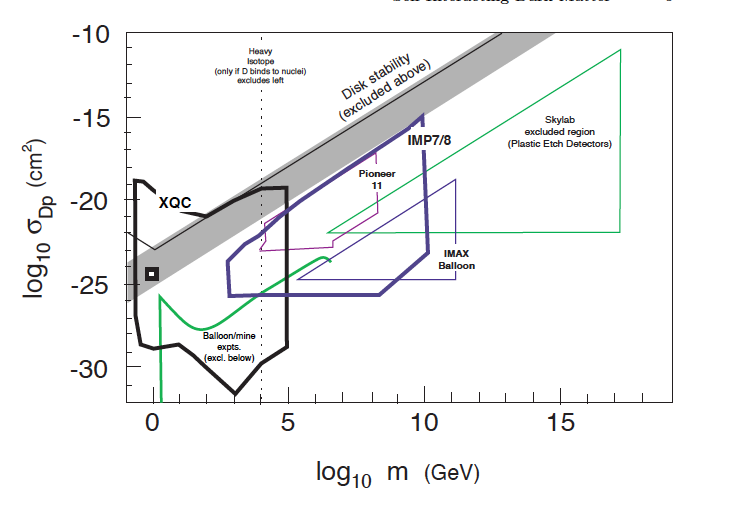 -10
Heavy
Isotope
(only if D binds to nuclei)
excludes left
Disk stability
(excluded above)
-15
Skylab
excluded region
(Plastic Etch Detectors)
IMP7/8
Pioneer
11
-20
XQC
IMAX
Balloon
-25
Balloon/mine
expts.
(excl. below)
-30
log10 σDp (cm2)
0 5 10 15
log10 m (GeV)